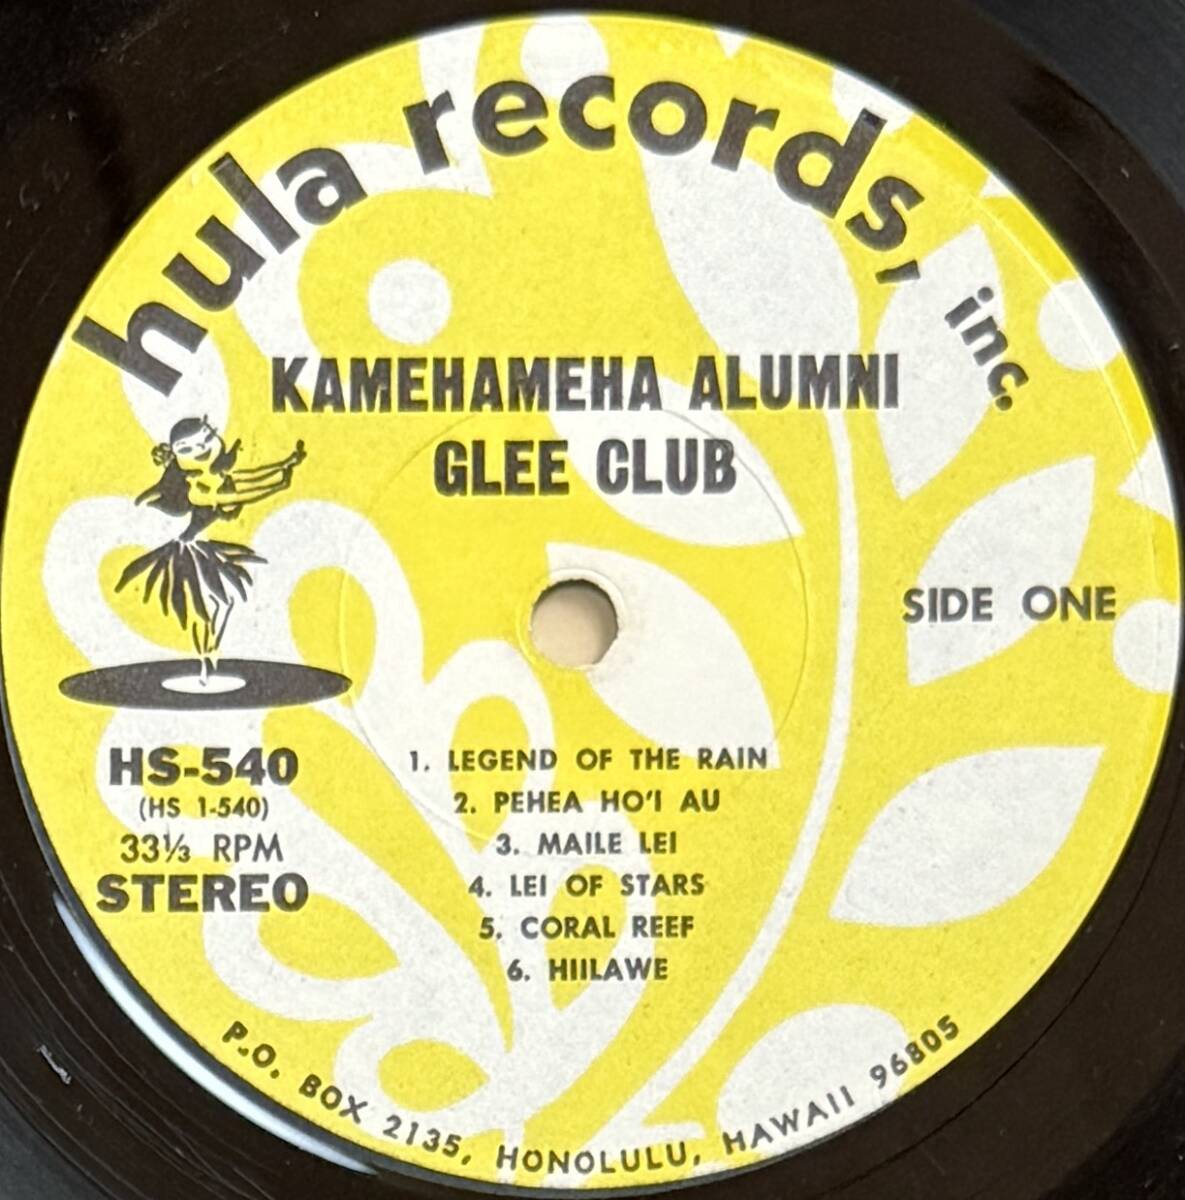 hula records, inc.
KAMEHAMEHA ALUMNI
GLEE CLUB
SIDE ONE
HS-540
(HS 1-540)
33⅓ RPM
STEREO
1. LEGEND OF THE RAIN
2. PEHEA HO'I AU
3. MAILE LEI
4. LEI OF STARS
5. CORAL REEF
6. HIILAWE
P.O. BOX 2135, HONOLULU, HAWAII 96805